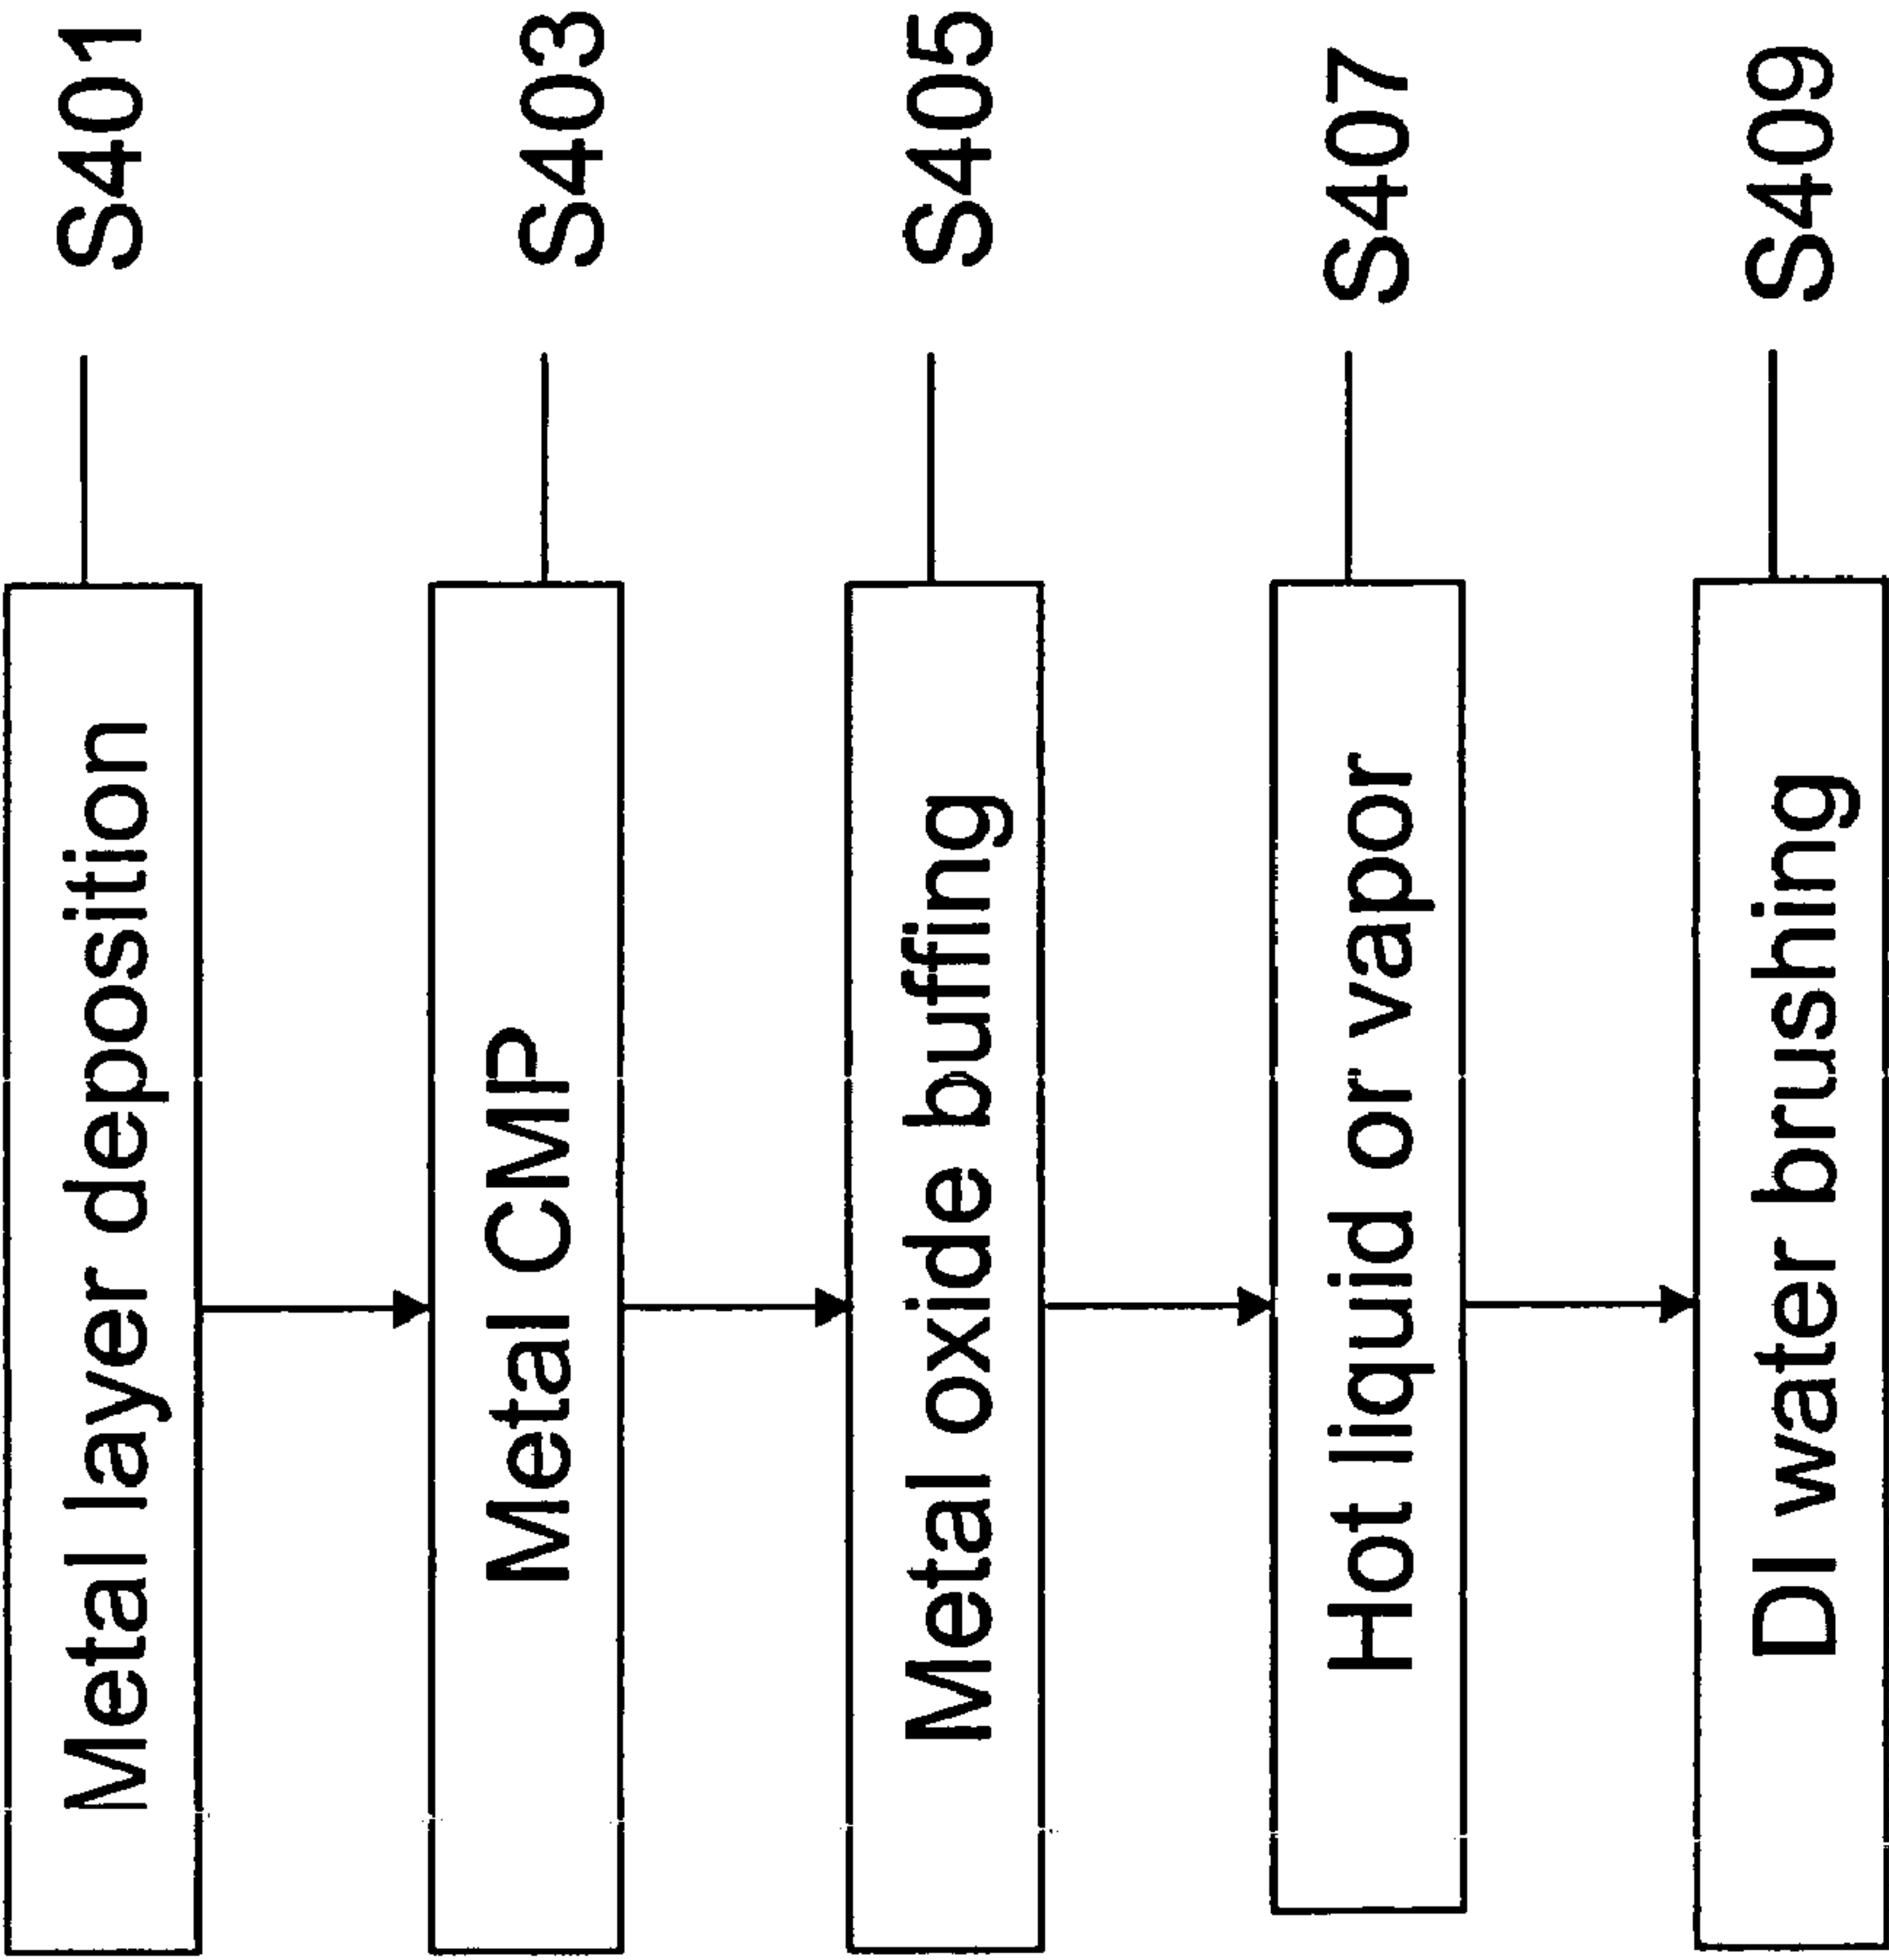 Metal layer deposition
S401
Metal CMP
S403
Metal oxide buffing
S405
Hot liquid or vapor
S407
DI water brushing
S409